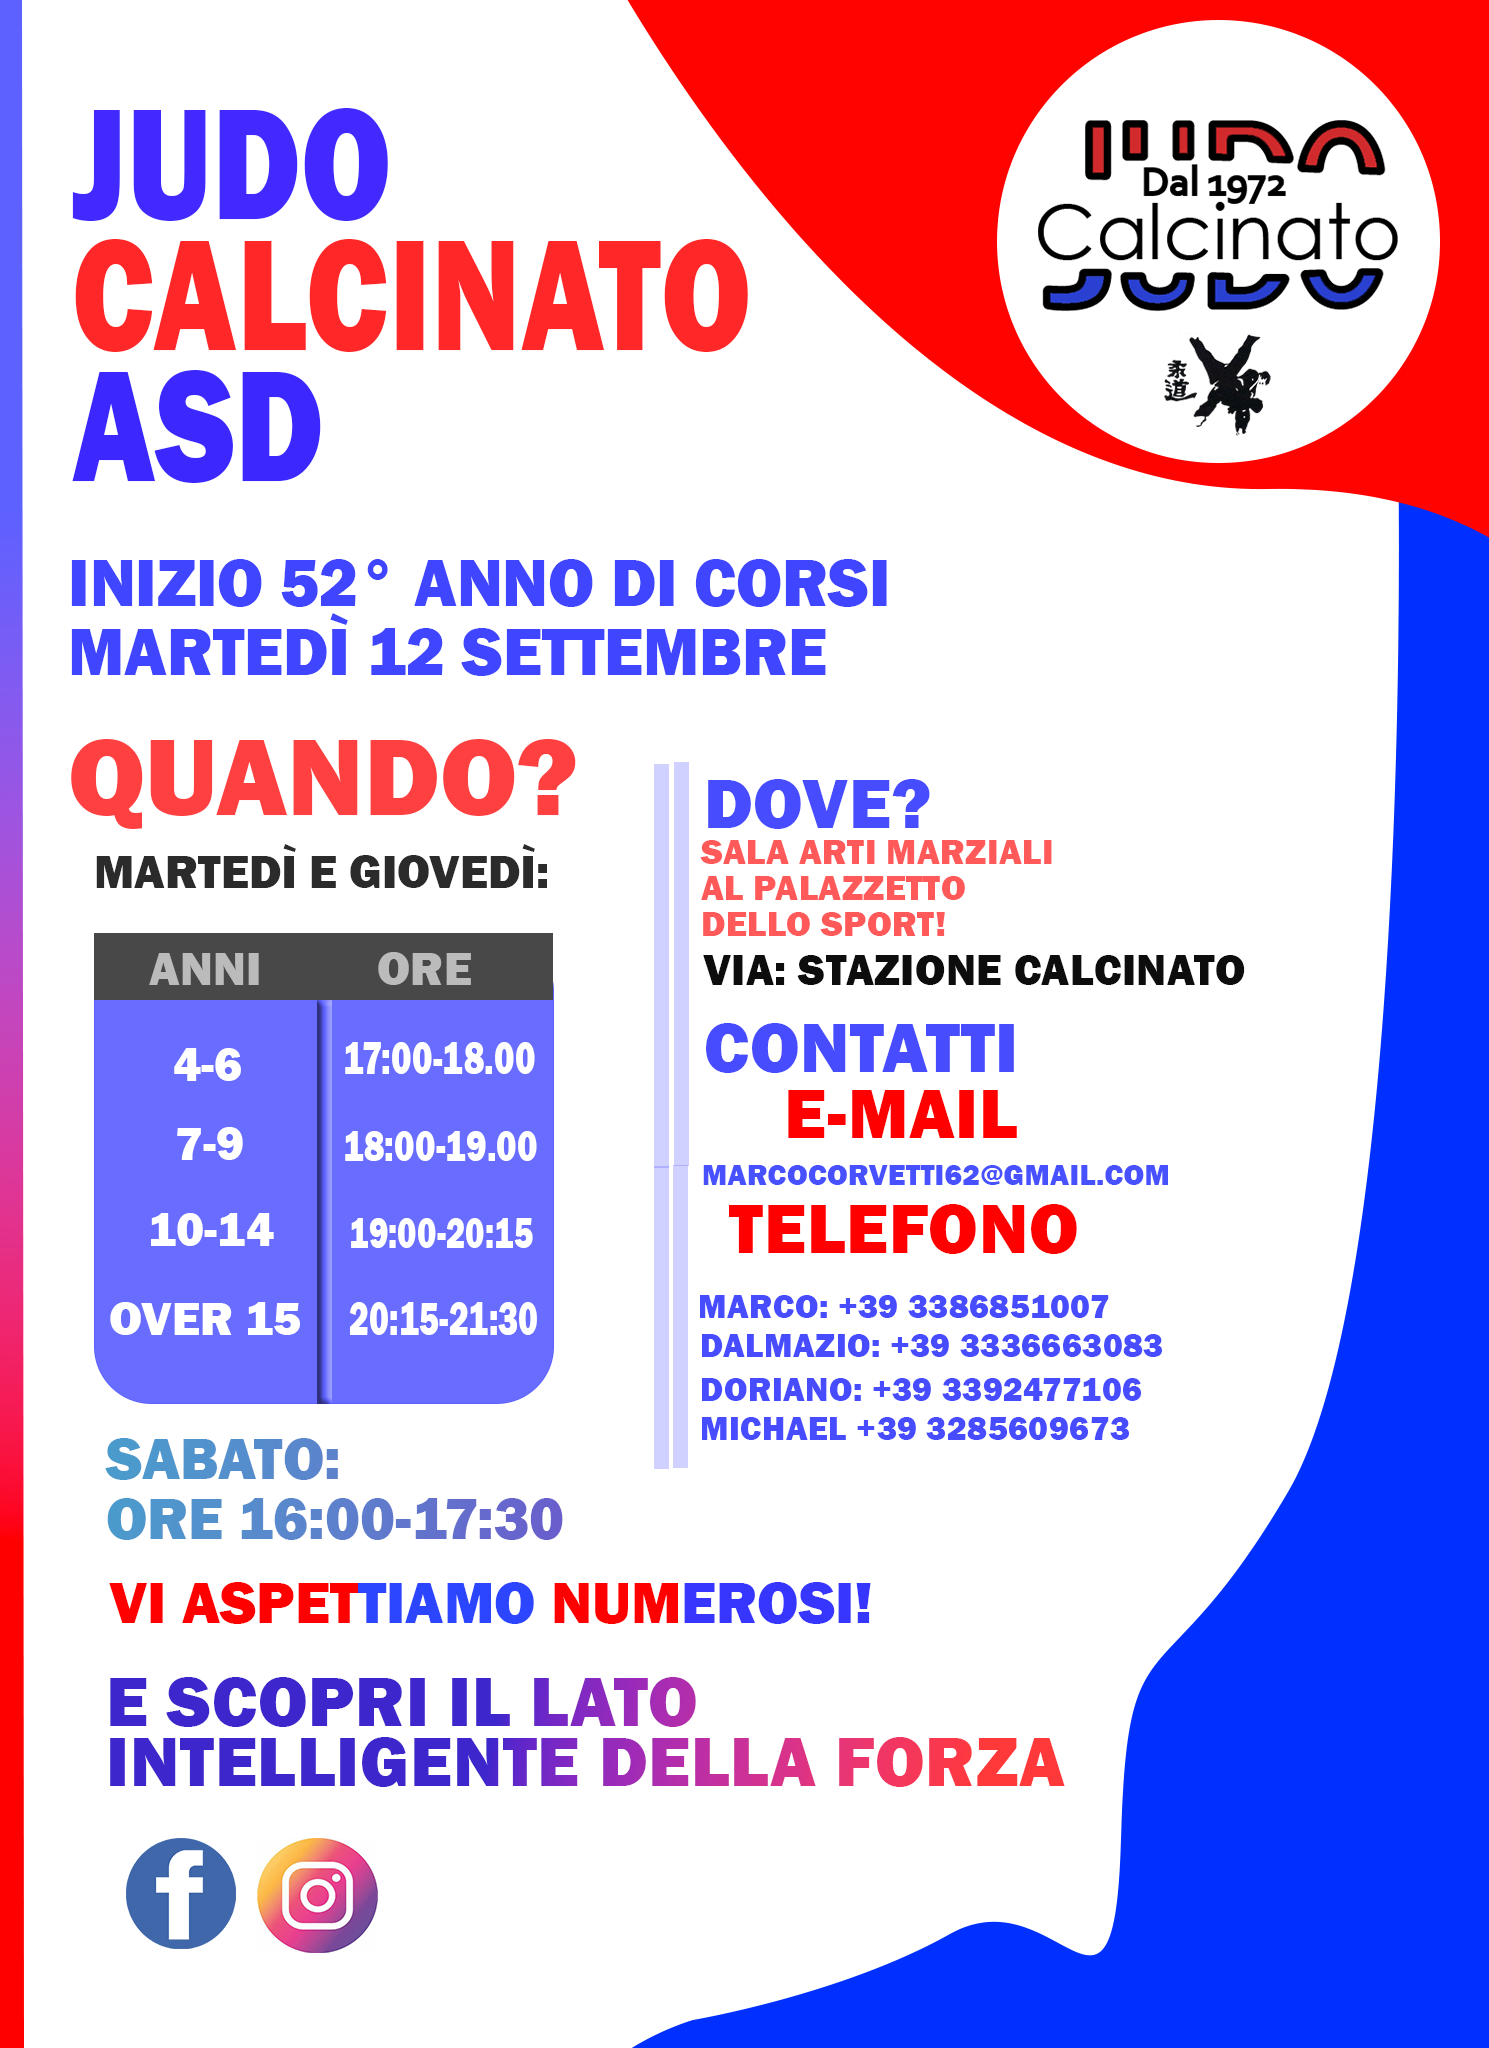 JUDO
CALCINATO
ASD
JUDO
Dal 1972
Calcinato
JUDO
柔道
INIZIO 52° ANNO DI CORSI
MARTEDÌ 12 SETTEMBRE
QUANDO?
MARTEDÌ E GIOVEDÌ:
ANNI ORE
4-6 17:00-18.00
7-9 18:00-19.00
10-14 19:00-20:15
OVER 15 20:15-21:30
SABATO:
ORE 16:00-17:30
DOVE?
SALA ARTI MARZIALI
AL PALAZZETTO
DELLO SPORT!
VIA: STAZIONE CALCINATO
CONTATTI
E-MAIL
MARCOCORVETTI62@GMAIL.COM
TELEFONO
MARCO: +39 3386851007
DALMAZIO: +39 3336663083
DORIANO: +39 3392477106
MICHAEL +39 3285609673
VI ASPETTIAMO NUMEROSI!
E SCOPRI IL LATO
INTELLIGENTE DELLA FORZA